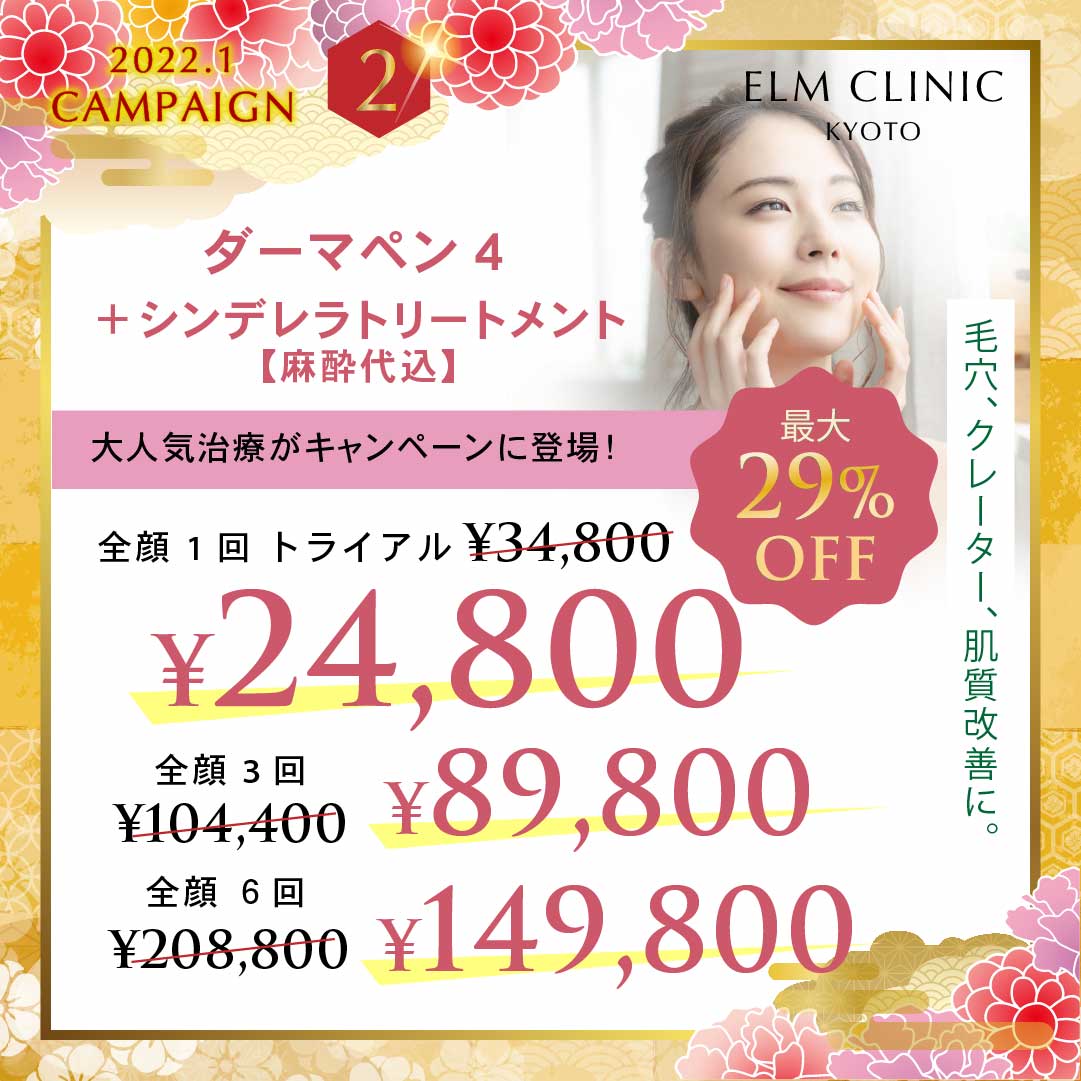 2022.1
CAMPAIGN
2
ELM CLINIC
KYOTO
ダーマペン 4
＋シンデレラトリートメント
【麻酔代込】
大人気治療がキャンペーンに登場！
最大
29%
OFF
毛穴、クレーター、肌質改善に。
全顔 1 回 トライアル ¥34,800
¥24,800
全顔 3 回
¥104,400
¥89,800
全顔 6 回
¥208,800
¥149,800